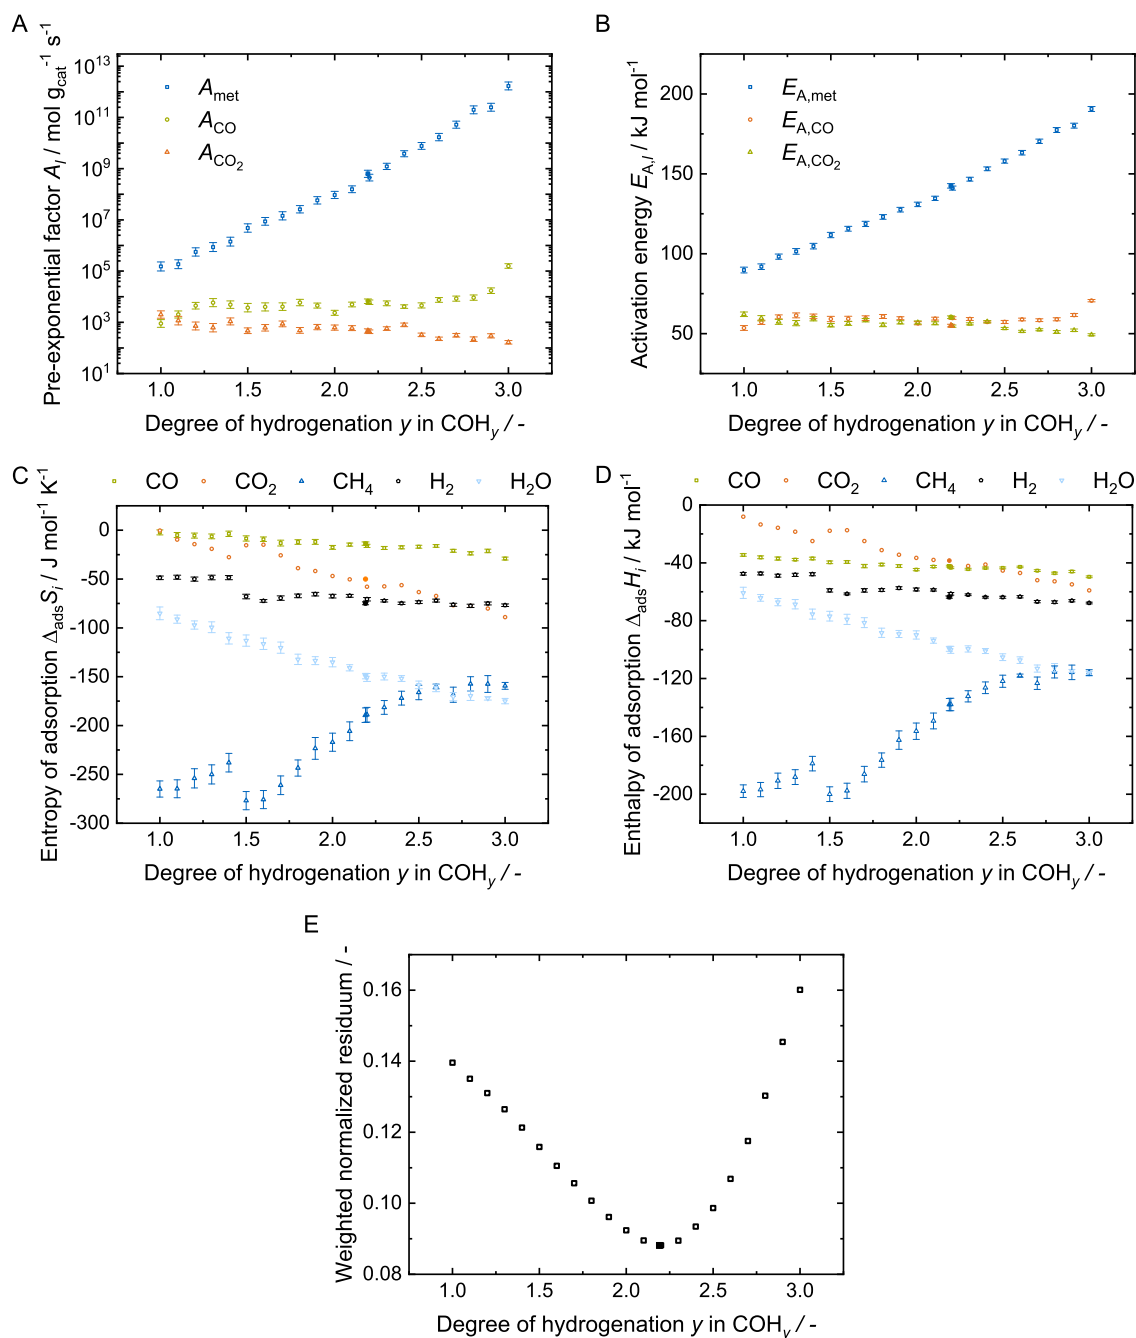 A
Pre-exponential factor A_l / mol g_cat^-1 s^-1
10^13
10^11
10^9
10^7
10^5
10^3
10^1
A_met
A_CO
A_CO2
1.0 1.5 2.0 2.5 3.0
Degree of hydrogenation y in COH_y / -
B
Activation energy E_A,l / kJ mol^-1
200
150
100
50
E_A,met
E_A,CO
E_A,CO2
1.0 1.5 2.0 2.5 3.0
Degree of hydrogenation y in COH_y / -
C
CO CO2 CH4 H2 H2O
Entropy of adsorption Δ_ads S_i / J mol^-1 K^-1
0
-50
-100
-150
-200
-250
-300
1.0 1.5 2.0 2.5 3.0
Degree of hydrogenation y in COH_y / -
D
CO CO2 CH4 H2 H2O
Enthalpy of adsorption Δ_ads H_i / kJ mol^-1
0
-40
-80
-120
-160
-200
1.0 1.5 2.0 2.5 3.0
Degree of hydrogenation y in COH_y / -
E
Weighted normalized residuum / -
0.16
0.14
0.12
0.10
0.08
1.0 1.5 2.0 2.5 3.0
Degree of hydrogenation y in COH_y / -